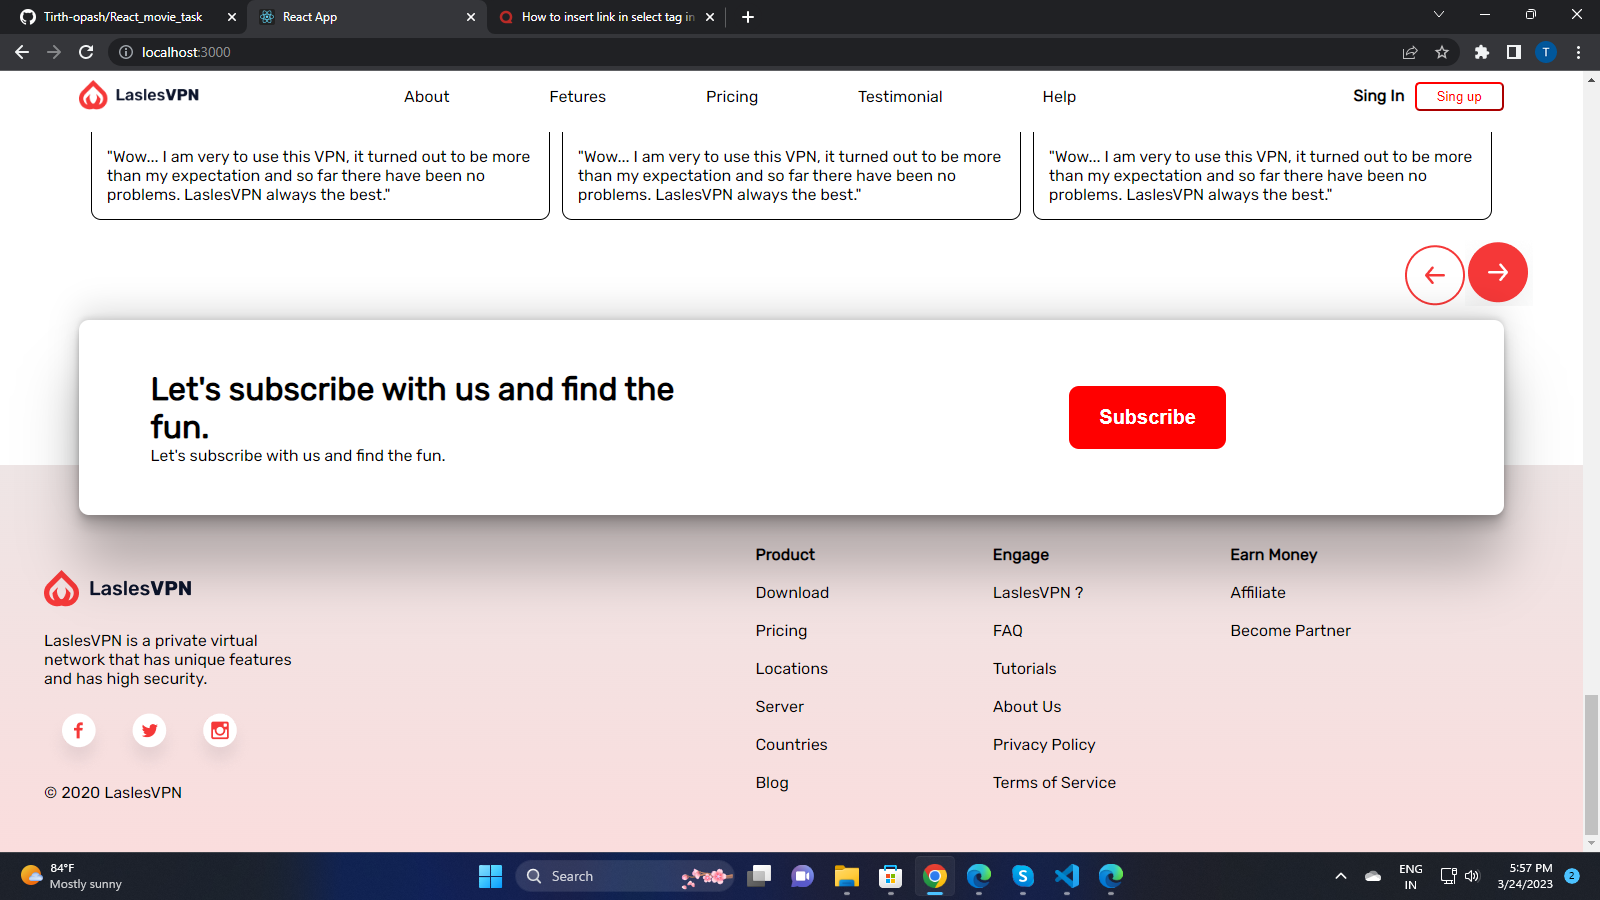 Tirth-opash/React_movie_task
React App
How to insert link in select tag in
localhost:3000
T
LaslesVPN
About
Fetures
Pricing
Testimonial
Help
Sing In
Sing up
"Wow... I am very to use this VPN, it turned out to be more
than my expectation and so far there have been no
problems. LaslesVPN always the best."
"Wow... I am very to use this VPN, it turned out to be more
than my expectation and so far there have been no
problems. LaslesVPN always the best."
"Wow... I am very to use this VPN, it turned out to be more
than my expectation and so far there have been no
problems. LaslesVPN always the best."
Let's subscribe with us and find the
fun.
Let's subscribe with us and find the fun.
Subscribe
LaslesVPN
LaslesVPN is a private virtual
network that has unique features
and has high security.
© 2020 LaslesVPN
Product
Download
Pricing
Locations
Server
Countries
Blog
Engage
LaslesVPN ?
FAQ
Tutorials
About Us
Privacy Policy
Terms of Service
Earn Money
Affiliate
Become Partner
84°F
Mostly sunny
Search
ENG
IN
5:57 PM
3/24/2023
2